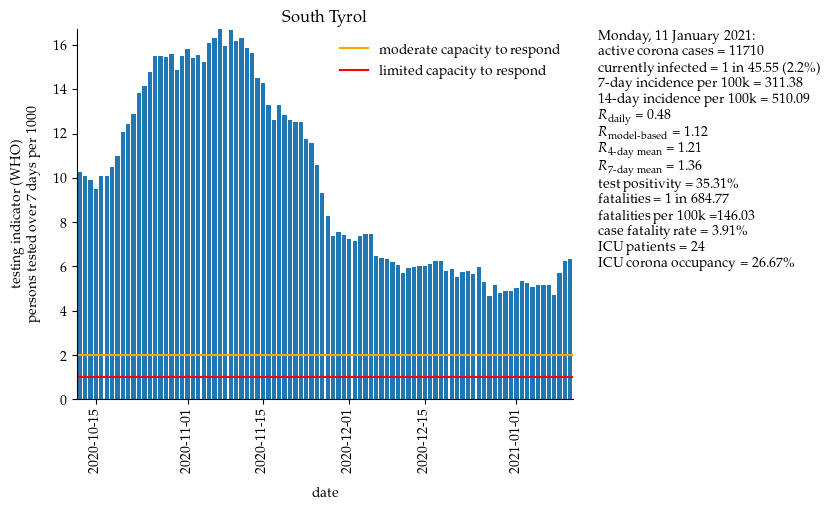 South Tyrol
16
14
12
10
8
6
4
2
0
testing indicator (WHO)
persons tested over 7 days per 1000
moderate capacity to respond
limited capacity to respond
2020-10-15
2020-11-01
2020-11-15
2020-12-01
2020-12-15
2021-01-01
date
Monday, 11 January 2021:
active corona cases = 11710
currently infected = 1 in 45.55 (2.2%)
7-day incidence per 100k = 311.38
14-day incidence per 100k = 510.09
R daily = 0.48
R model-based = 1.12
R 4-day mean = 1.21
R 7-day mean = 1.36
test positivity = 35.31%
fatalities = 1 in 684.77
fatalities per 100k =146.03
case fatality rate = 3.91%
ICU patients = 24
ICU corona occupancy = 26.67%